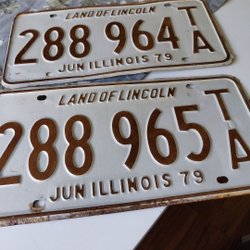 LAND OF LINCOLN
288 964 TA
JUN ILLINOIS 79
LAND OF LINCOLN
288 965 TA
JUN ILLINOIS 79